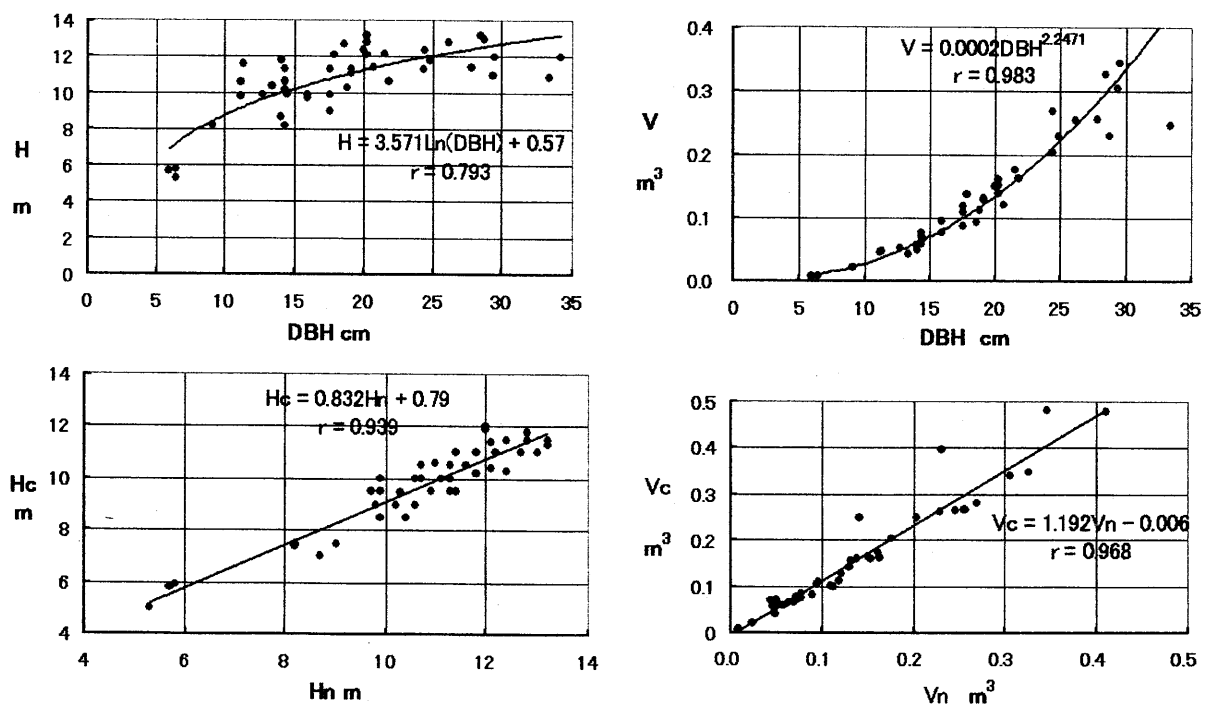 14
12
10
8
6
4
2
0
H
m
H = 3.571Ln(DBH) + 0.57
r = 0.793
0 5 10 15 20 25 30 35
DBH cm
0.4
0.3
0.2
0.1
0.0
V
m³
V = 0.0002DBH^2.2471
r = 0.983
0 5 10 15 20 25 30 35
DBH cm
14
12
10
8
6
4
Hc
m
Hc = 0.832Hn + 0.79
r = 0.939
4 6 8 10 12 14
Hn m
0.5
0.4
0.3
0.2
0.1
0
Vc
m³
Vc = 1.192Vn − 0.006
r = 0.968
0.0 0.1 0.2 0.3 0.4 0.5
Vn m³